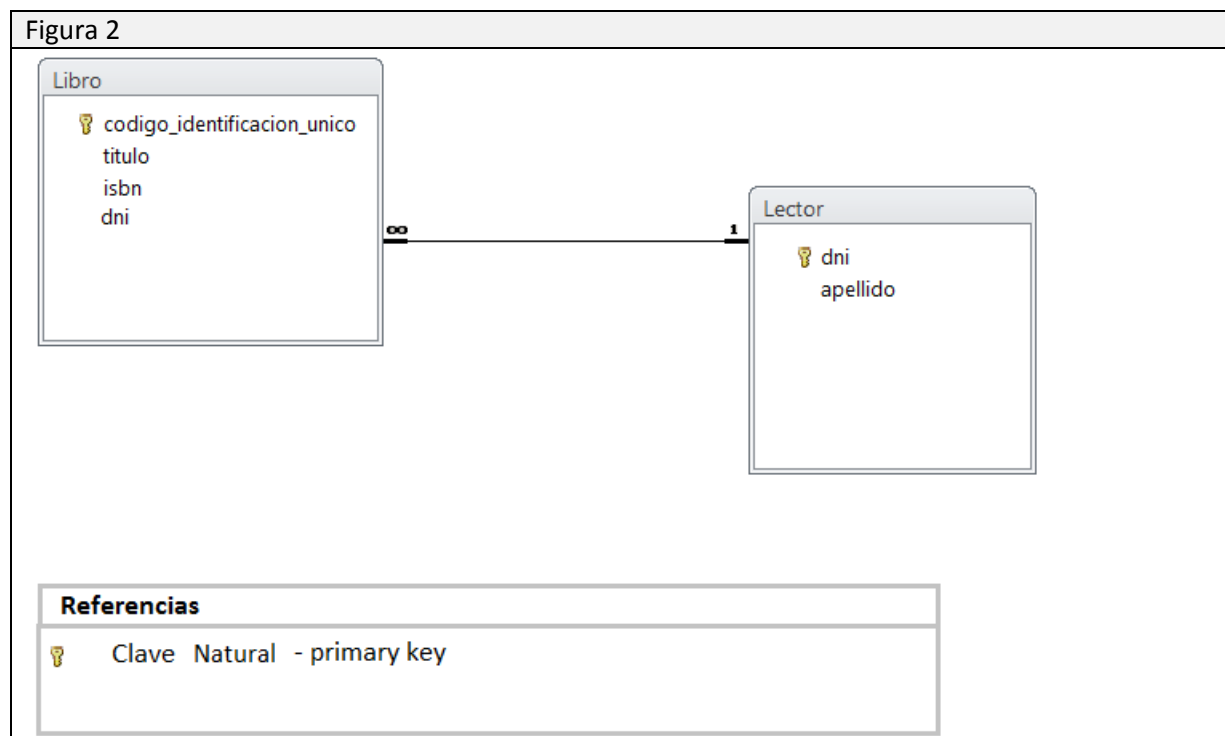 Figura 2
Libro
codigo_identificacion_unico
titulo
isbn
dni
∞
1
Lector
dni
apellido
Referencias
Clave Natural - primary key